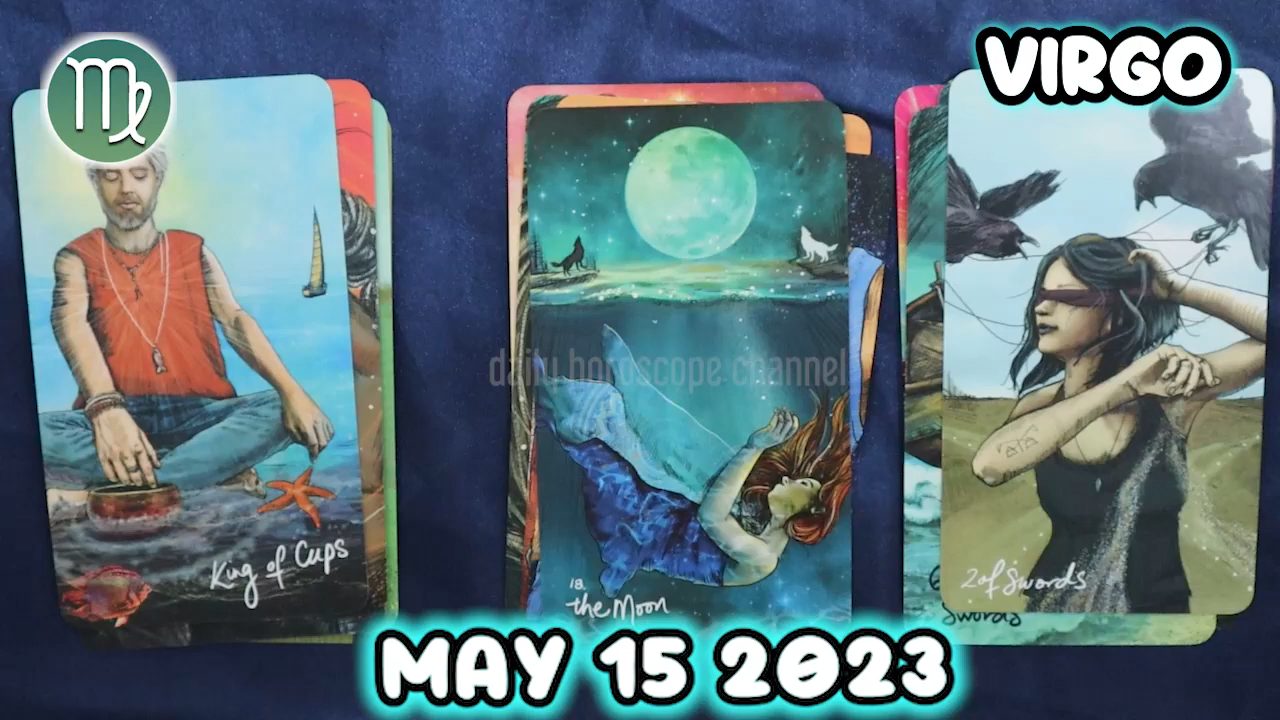 VIRGO
daily horoscope channel
King of Cups
18.
the Moon
2 of Swords
Swords
MAY 15 2023